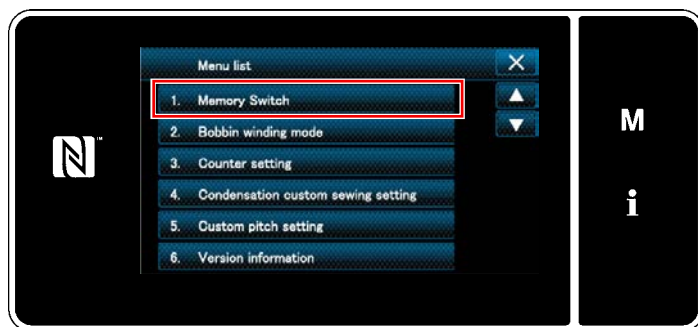 Menu list
1. Memory Switch
2. Bobbin winding mode
3. Counter setting
4. Condensation custom sewing setting
5. Custom pitch setting
6. Version information
N
M
i